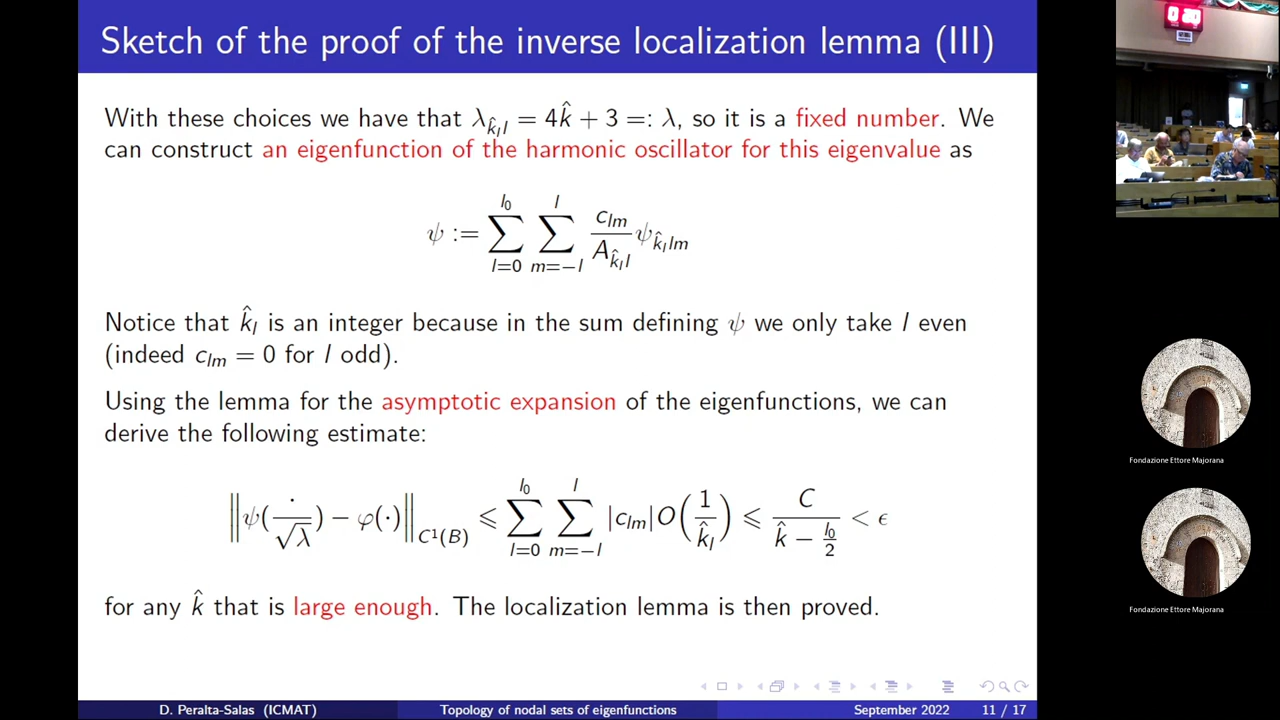 Sketch of the proof of the inverse localization lemma (III)
With these choices we have that λ_{k̂_l l} = 4k̂ + 3 =: λ, so it is a fixed number. We
can construct an eigenfunction of the harmonic oscillator for this eigenvalue as
ψ := ∑_{l=0}^{l_0} ∑_{m=-l}^{l} \frac{c_{lm}}{A_{k̂_l l}} ψ_{k̂_l lm}
Notice that k̂_l is an integer because in the sum defining ψ we only take l even
(indeed c_{lm} = 0 for l odd).
Using the lemma for the asymptotic expansion of the eigenfunctions, we can
derive the following estimate:
‖ψ(\frac{·}{√λ}) − φ(·)‖_{C^1(B)} ⩽ ∑_{l=0}^{l_0} ∑_{m=-l}^{l} |c_{lm}| O(\frac{1}{k̂_l}) ⩽ \frac{C}{k̂ − \frac{l_0}{2}} < ϵ
for any k̂ that is large enough. The localization lemma is then proved.
D. Peralta-Salas (ICMAT)
Topology of nodal sets of eigenfunctions
September 2022
11 / 17
Fondazione Ettore Majorana
Fondazione Ettore Majorana